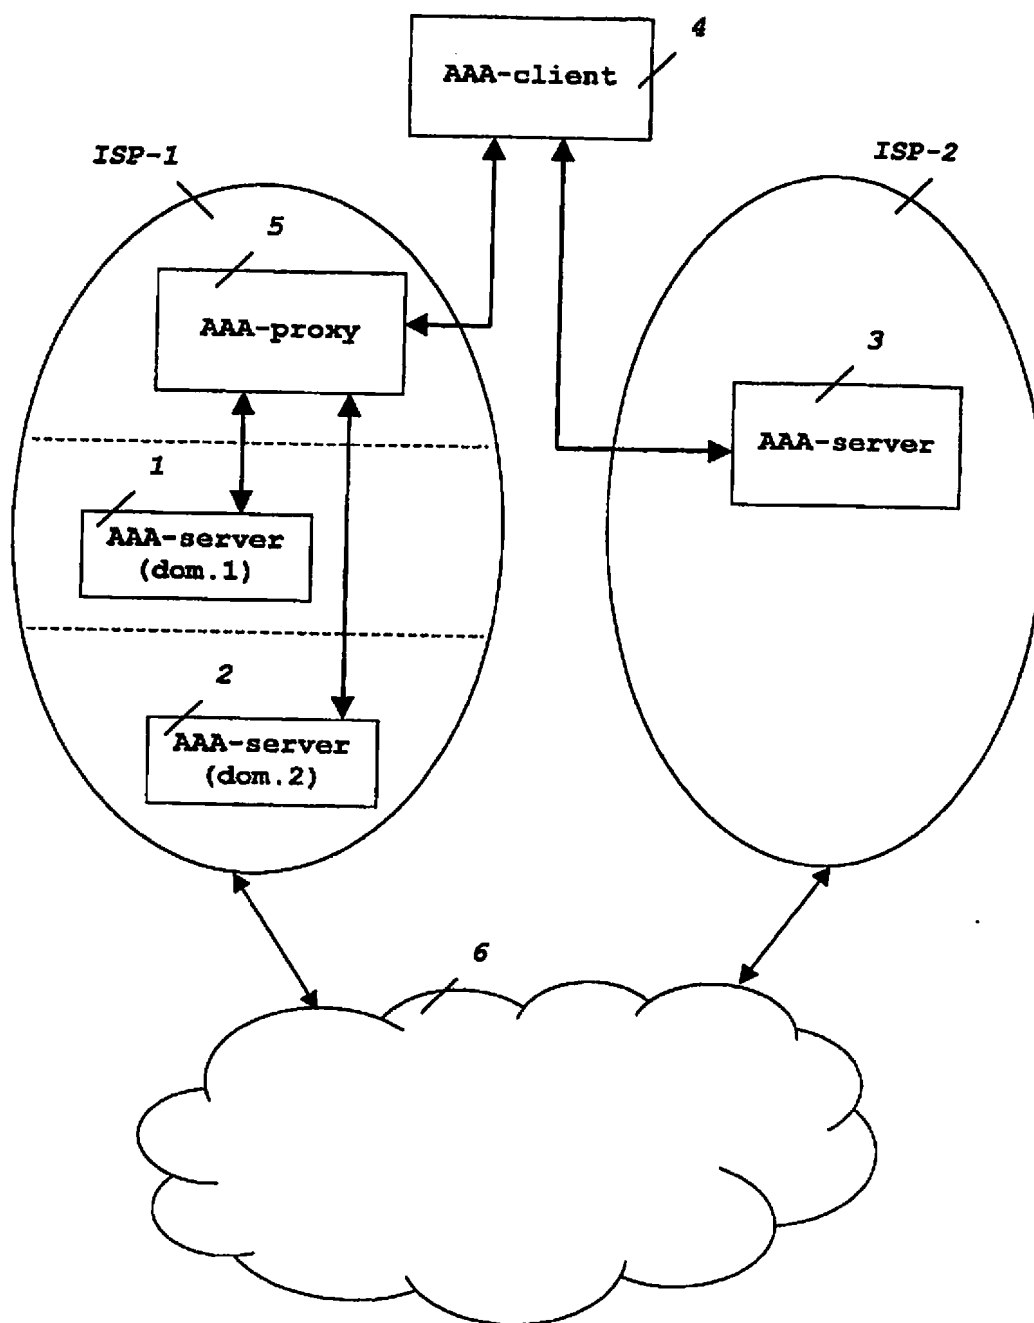 4
AAA-client
ISP-1
ISP-2
5
AAA-proxy
3
AAA-server
1
AAA-server
(dom.1)
2
AAA-server
(dom.2)
6